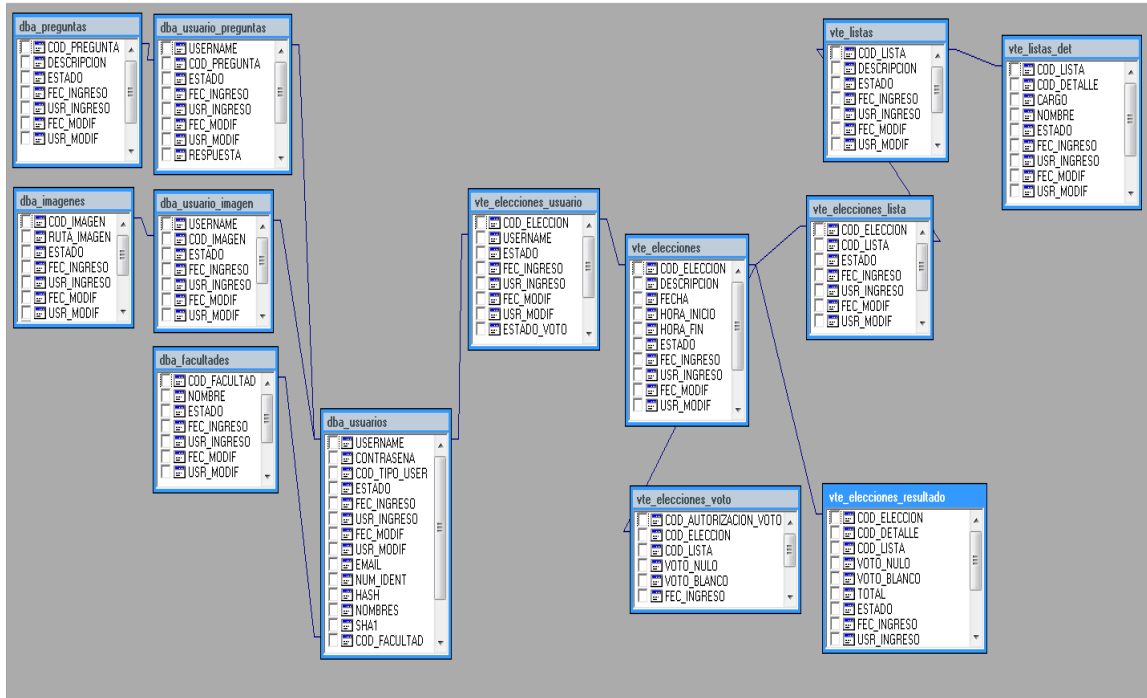 dba_preguntas
COD_PREGUNTA
DESCRIPCION
ESTADO
FEC_INGRESO
USR_INGRESO
FEC_MODIF
USR_MODIF
dba_usuario_preguntas
USERNAME
COD_PREGUNTA
ESTADO
FEC_INGRESO
USR_INGRESO
FEC_MODIF
USR_MODIF
RESPUESTA
vte_listas
COD_LISTA
DESCRIPCION
ESTADO
FEC_INGRESO
USR_INGRESO
FEC_MODIF
USR_MODIF
vte_listas_det
COD_LISTA
COD_DETALLE
CARGO
NOMBRE
ESTADO
FEC_INGRESO
USR_INGRESO
FEC_MODIF
USR_MODIF
dba_imagenes
COD_IMAGEN
RUTA_IMAGEN
ESTADO
FEC_INGRESO
USR_INGRESO
FEC_MODIF
USR_MODIF
dba_usuario_imagen
USERNAME
COD_IMAGEN
ESTADO
FEC_INGRESO
USR_INGRESO
FEC_MODIF
USR_MODIF
vte_elecciones_usuario
COD_ELECCION
USERNAME
ESTADO
FEC_INGRESO
USR_INGRESO
FEC_MODIF
USR_MODIF
ESTADO_VOTO
vte_elecciones
COD_ELECCION
DESCRIPCION
FECHA
HORA_INICIO
HORA_FIN
ESTADO
FEC_INGRESO
USR_INGRESO
FEC_MODIF
USR_MODIF
vte_elecciones_lista
COD_ELECCION
COD_LISTA
ESTADO
FEC_INGRESO
USR_INGRESO
FEC_MODIF
USR_MODIF
dba_facultades
COD_FACULTAD
NOMBRE
ESTADO
FEC_INGRESO
USR_INGRESO
FEC_MODIF
USR_MODIF
dba_usuarios
USERNAME
CONTRASENA
COD_TIPO_USER
ESTADO
FEC_INGRESO
USR_INGRESO
FEC_MODIF
USR_MODIF
EMAIL
NUM_IDENT
HASH
NOMBRES
SHA1
COD_FACULTAD
vte_elecciones_voto
COD_AUTORIZACION_VOTO
COD_ELECCION
COD_LISTA
VOTO_NULO
VOTO_BLANCO
FEC_INGRESO
vte_elecciones_resultado
COD_ELECCION
COD_DETALLE
COD_LISTA
VOTO_NULO
VOTO_BLANCO
TOTAL
ESTADO
FEC_INGRESO
USR_INGRESO